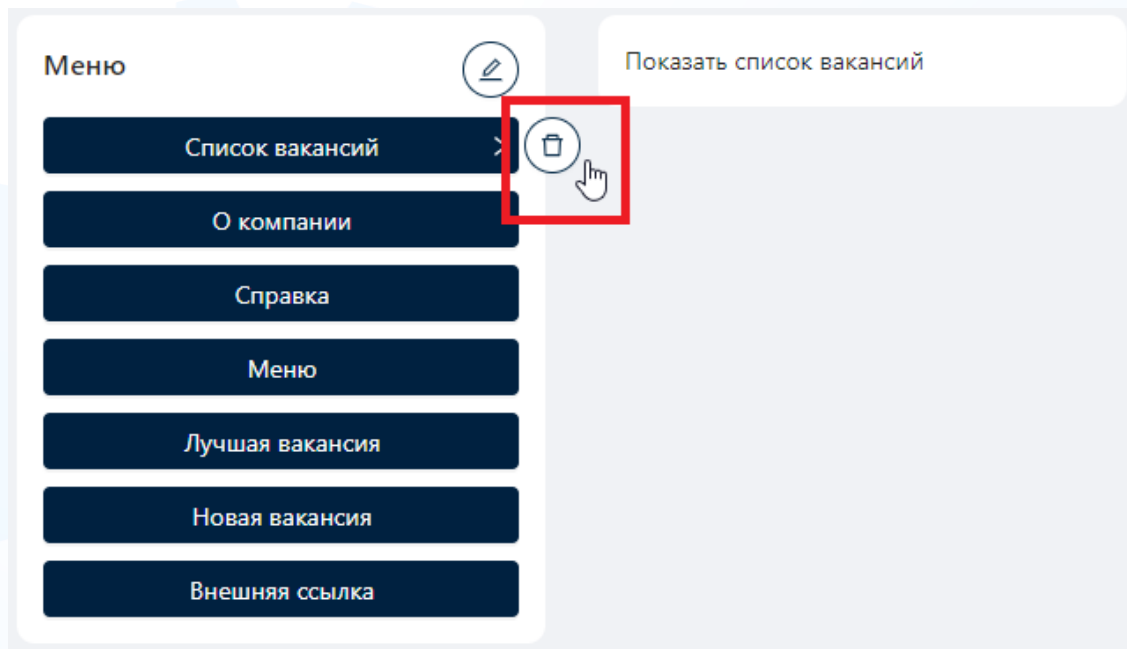 Меню
Список вакансий
О компании
Справка
Меню
Лучшая вакансия
Новая вакансия
Внешняя ссылка
Показать список вакансий